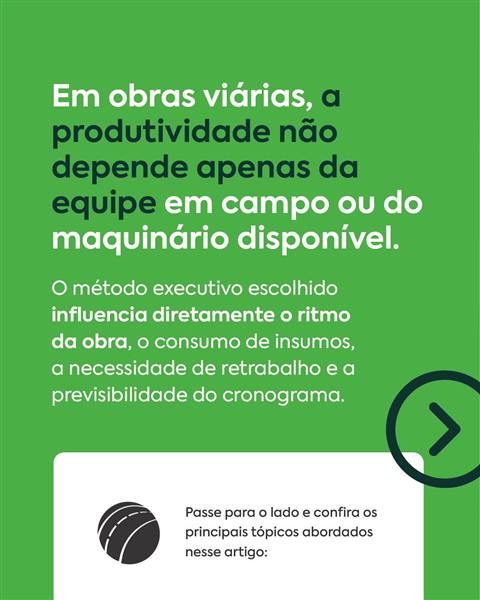 Em obras viárias, a
produtividade não
depende apenas da
equipe em campo ou do
maquinário disponível.
O método executivo escolhido
influencia diretamente o ritmo
da obra, o consumo de insumos,
a necessidade de retrabalho e a
previsibilidade do cronograma.
Passe para o lado e confira os
principais tópicos abordados
nesse artigo: